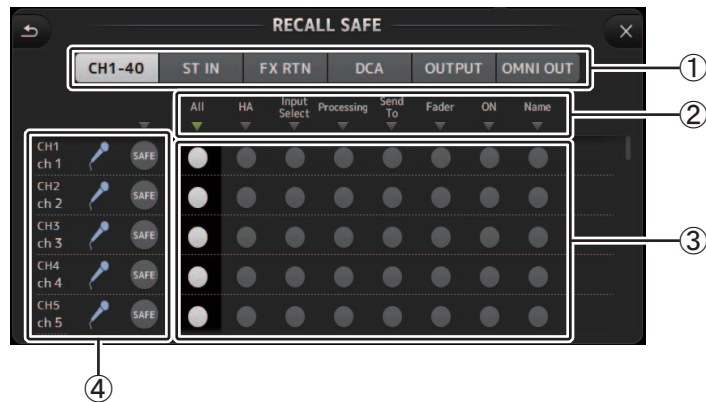 RECALL SAFE
CH1-40 ST IN FX RTN DCA OUTPUT OMNI OUT
①
All HA Input Select Processing Send To Fader ON Name
②
CH1
ch 1
SAFE
CH2
ch 2
SAFE
CH3
ch 3
SAFE
③
CH4
ch 4
SAFE
CH5
ch 5
SAFE
④